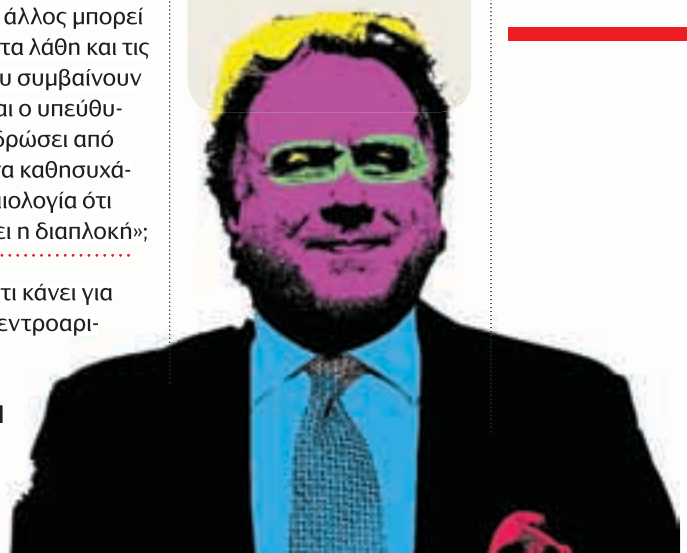 άλλος μπορεί
τα λάθη και τις
υ συμβαίνουν
αι ο υπεύθυ-
δρώσει από
α καθησυχά-
ιολογία ότι
ει η διαπλοκή»;
τι κάνει για
εντροαρι-